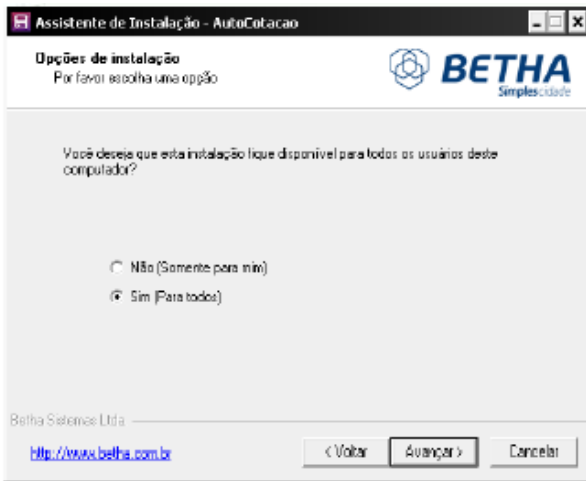 Assistente de Instalação - AutoCotacao
Opções de instalação
Por favor escolha uma opção
BETHA
Simplescidade
Você deseja que esta instalação fique disponível para todos os usuários deste
computador?
Não (Somente para mim)
Sim (Para todos)
Betha Sistemas Ltda
http://www.betha.com.br
< Voltar
Avançar >
Cancelar